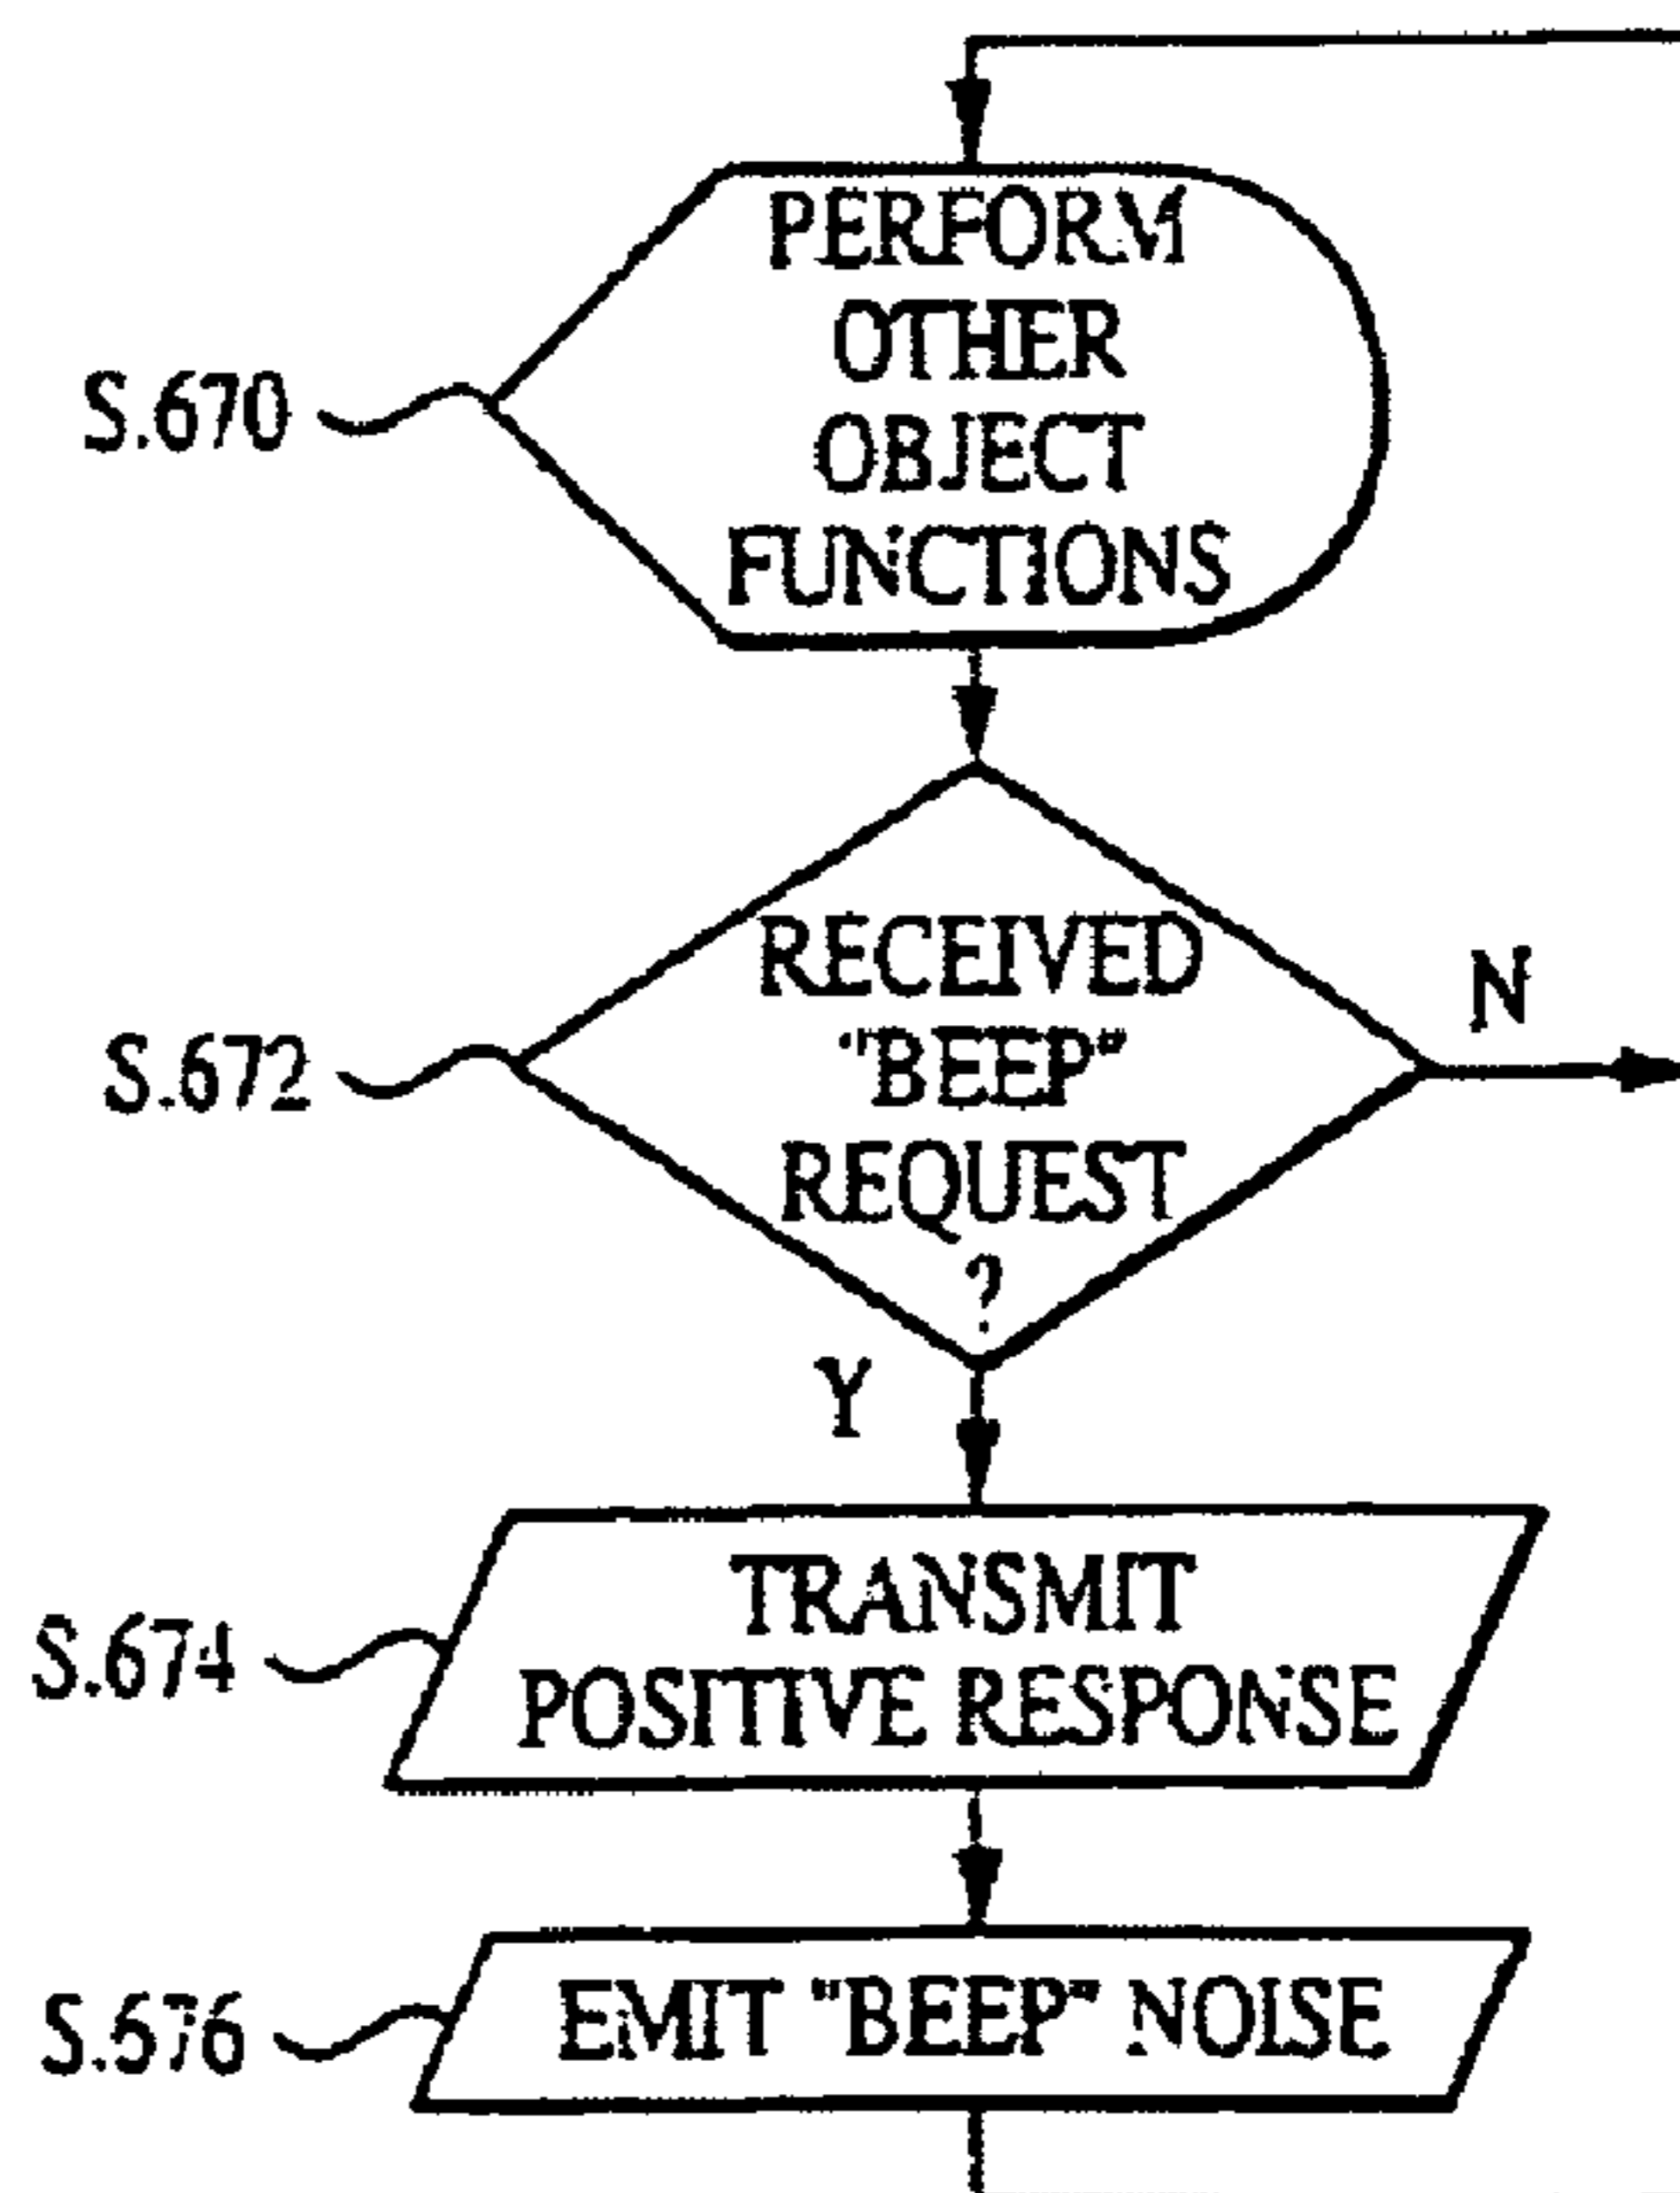 PERFORM
OTHER
OBJECT
FUNCTIONS
S.670
RECEIVED
"BEEP"
REQUEST
?
S.672
N
Y
TRANSMIT
POSITIVE RESPONSE
S.674
EMIT "BEEP" NOISE
S.676